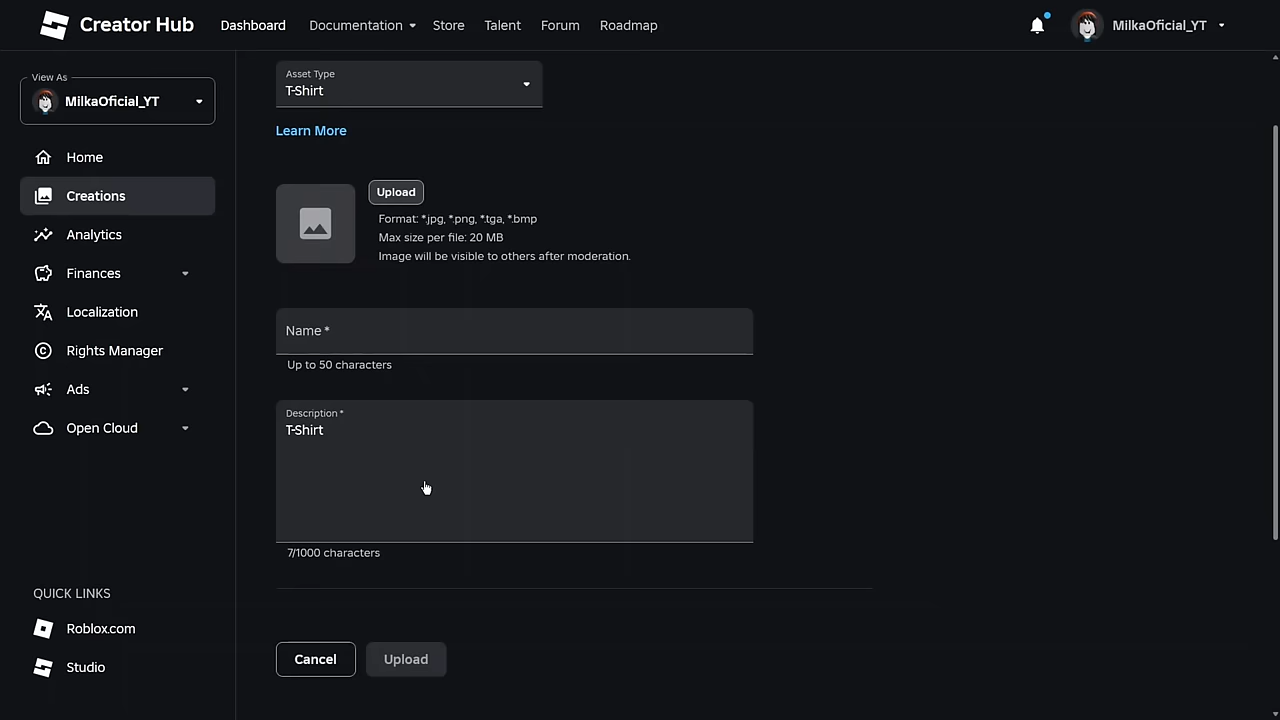 Creator Hub
Dashboard
Documentation
Store
Talent
Forum
Roadmap
MilkaOficial_YT
View As
MilkaOficial_YT
Home
Creations
Analytics
Finances
Localization
Rights Manager
Ads
Open Cloud
QUICK LINKS
Roblox.com
Studio
Asset Type
T-Shirt
Learn More
Upload
Format: *.jpg, *.png, *.tga, *.bmp
Max size per file: 20 MB
Image will be visible to others after moderation.
Name *
Up to 50 characters
Description *
T-Shirt
7/1000 characters
Cancel
Upload